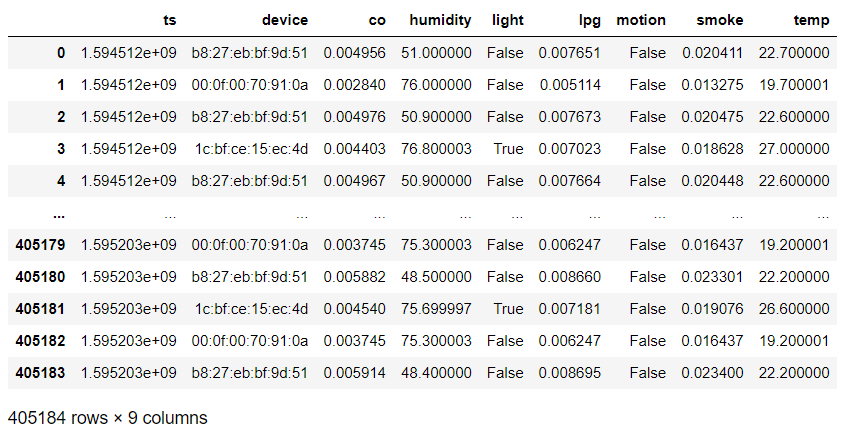 ts device co humidity light lpg motion smoke temp
0 1.594512e+09 b8:27:eb:bf:9d:51 0.004956 51.000000 False 0.007651 False 0.020411 22.700000
1 1.594512e+09 00:0f:00:70:91:0a 0.002840 76.000000 False 0.005114 False 0.013275 19.700001
2 1.594512e+09 b8:27:eb:bf:9d:51 0.004976 50.900000 False 0.007673 False 0.020475 22.600000
3 1.594512e+09 1c:bf:ce:15:ec:4d 0.004403 76.800003 True 0.007023 False 0.018628 27.000000
4 1.594512e+09 b8:27:eb:bf:9d:51 0.004967 50.900000 False 0.007664 False 0.020448 22.600000
... ... ... ... ... ... ... ... ... ...
405179 1.595203e+09 00:0f:00:70:91:0a 0.003745 75.300003 False 0.006247 False 0.016437 19.200001
405180 1.595203e+09 b8:27:eb:bf:9d:51 0.005882 48.500000 False 0.008660 False 0.023301 22.200000
405181 1.595203e+09 1c:bf:ce:15:ec:4d 0.004540 75.699997 True 0.007181 False 0.019076 26.600000
405182 1.595203e+09 00:0f:00:70:91:0a 0.003745 75.300003 False 0.006247 False 0.016437 19.200001
405183 1.595203e+09 b8:27:eb:bf:9d:51 0.005914 48.400000 False 0.008695 False 0.023400 22.200000
405184 rows × 9 columns